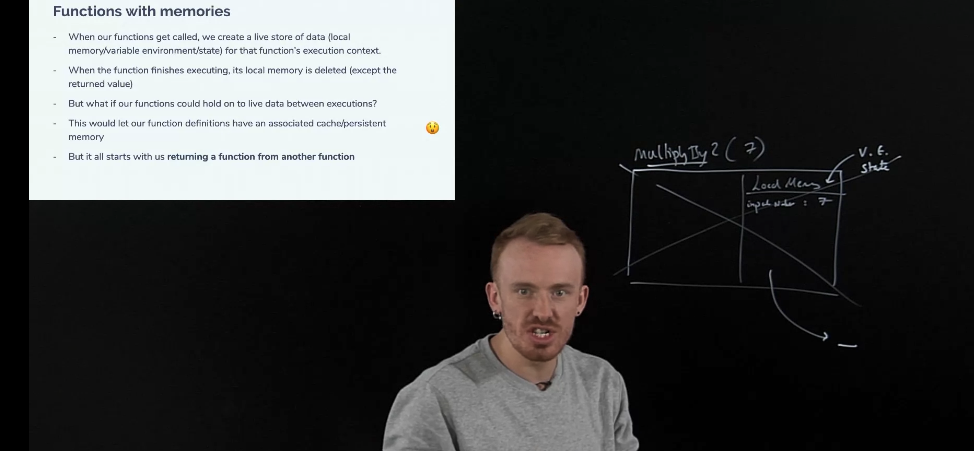 Functions with memories
- When our functions get called, we create a live store of data (local
memory/variable environment/state) for that function's execution context.
- When the function finishes executing, its local memory is deleted (except the
returned value)
- But what if our functions could hold on to live data between executions?
- This would let our function definitions have an associated cache/persistent
memory
- But it all starts with us returning a function from another function
MultiplyBy2 ( 7 )
V. E.
State
Local Mem
: 7